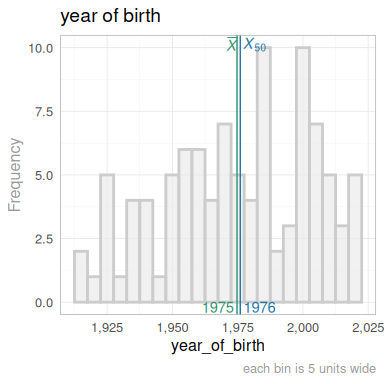 year of birth
Frequency
10.0
7.5
5.0
2.5
0.0
X̅ X50
1975 1976
1,925 1,950 1,975 2,000 2,025
year_of_birth
each bin is 5 units wide